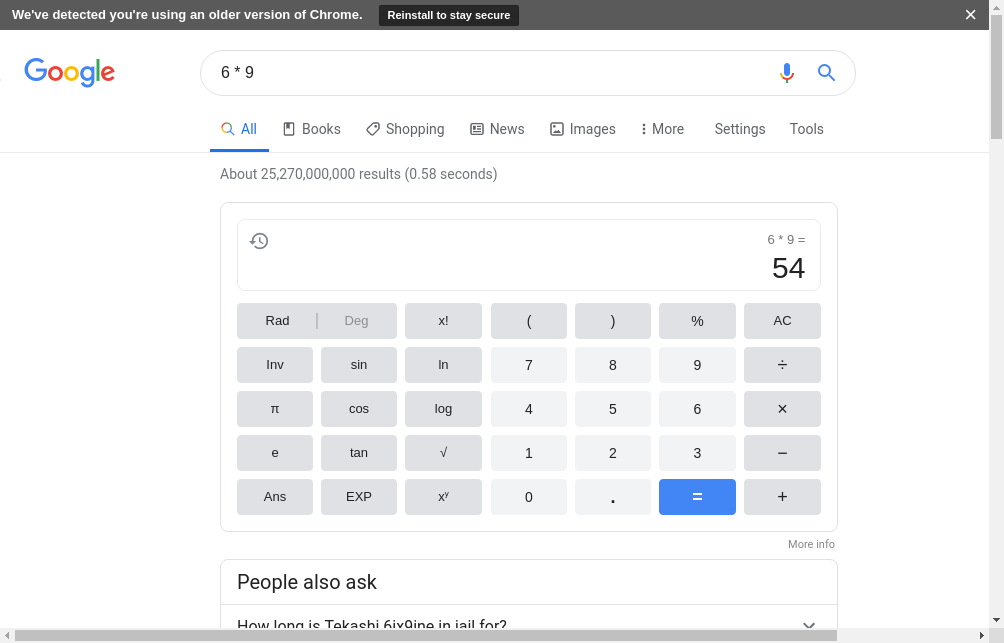 We've detected you're using an older version of Chrome. Reinstall to stay secure ×
Google 6 * 9
All Books Shopping News Images More Settings Tools
About 25,270,000,000 results (0.58 seconds)
6 * 9 =
54
Rad Deg x! ( ) % AC
Inv sin ln 7 8 9 ÷
π cos log 4 5 6 ×
e tan √ 1 2 3 −
Ans EXP xʸ 0 . = +
More info
People also ask
How long is Tekashi 6ix9ine in jail for?